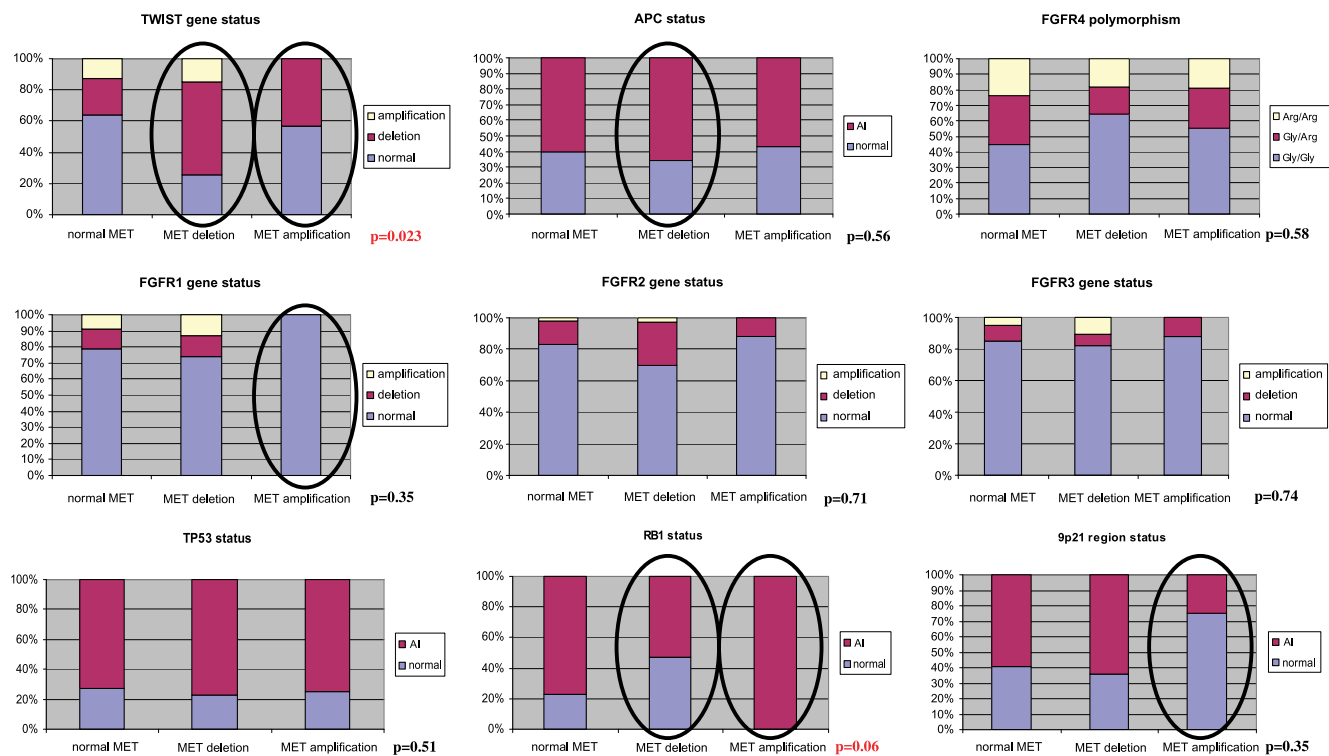 TWIST gene status
100%
80%
60%
40%
20%
0%
normal MET
MET deletion
MET amplification
amplification
deletion
normal
p=0.023
APC status
100%
90%
80%
70%
60%
50%
40%
30%
20%
10%
0%
normal MET
MET deletion
MET amplification
AI
normal
p=0.56
FGFR4 polymorphism
100%
90%
80%
70%
60%
50%
40%
30%
20%
10%
0%
normal MET
MET deletion
MET amplification
Arg/Arg
Gly/Arg
Gly/Gly
p=0.58
FGFR1 gene status
100%
90%
80%
70%
60%
50%
40%
30%
20%
10%
0%
normal MET
MET deletion
MET amplification
amplification
deletion
normal
p=0.35
FGFR2 gene status
100%
80%
60%
40%
20%
0%
normal MET
MET deletion
MET amplification
amplification
deletion
normal
p=0.71
FGFR3 gene status
100%
80%
60%
40%
20%
0%
normal MET
MET deletion
MET amplification
amplification
deletion
normal
p=0.74
TP53 status
100%
80%
60%
40%
20%
0%
normal MET
MET deletion
MET amplification
AI
normal
p=0.51
RB1 status
100%
80%
60%
40%
20%
0%
normal MET
MET deletion
MET amplification
AI
normal
p=0.06
9p21 region status
100%
90%
80%
70%
60%
50%
40%
30%
20%
10%
0%
normal MET
MET deletion
MET amplification
AI
normal
p=0.35